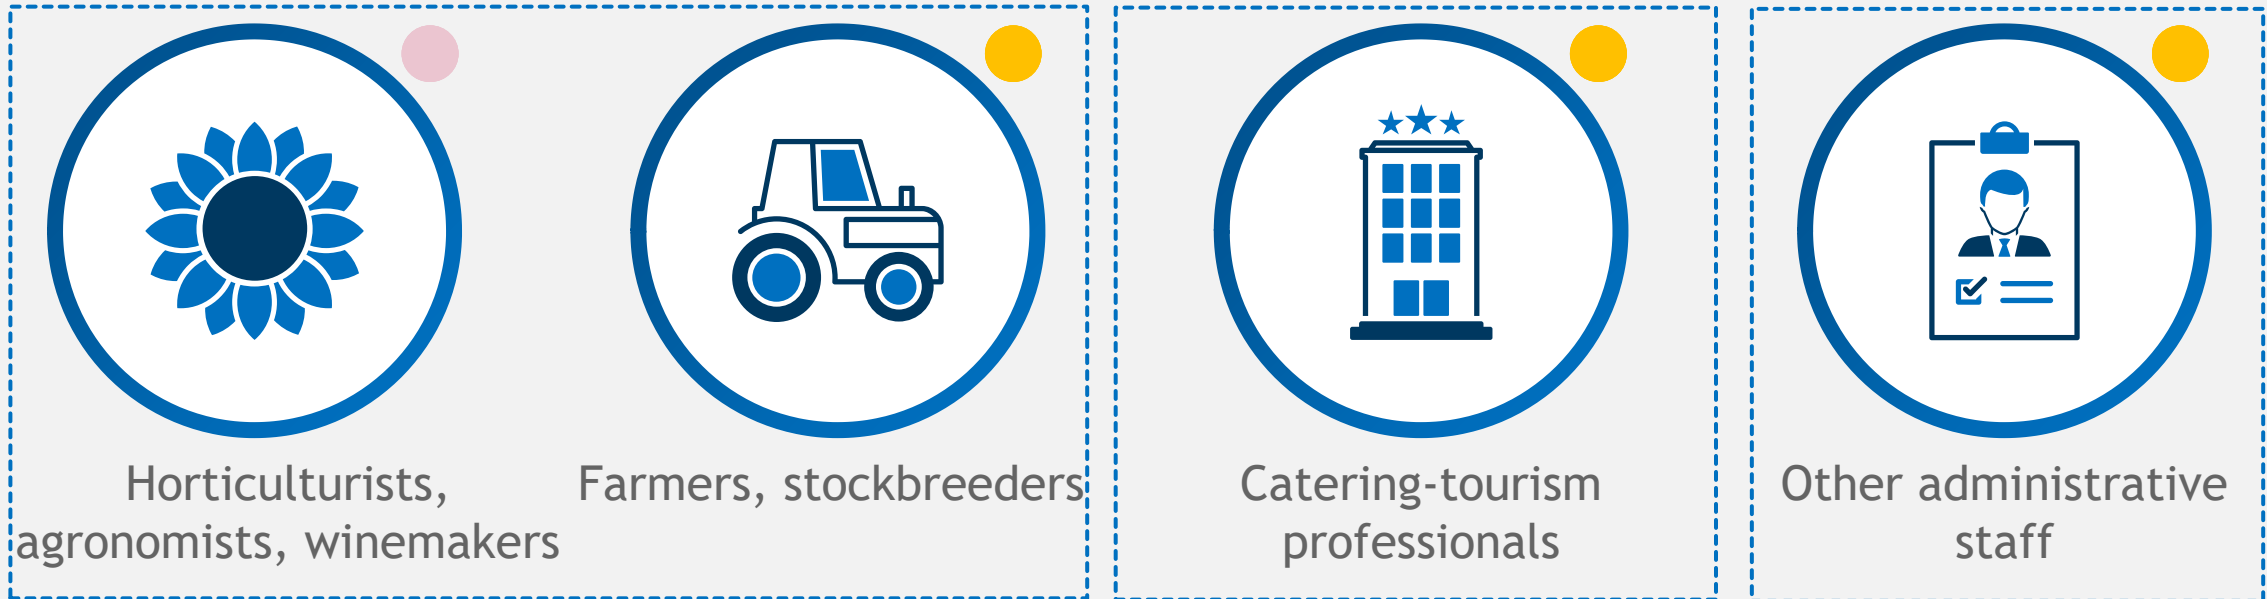 Horticulturists,
agronomists, winemakers
Farmers, stockbreeders
Catering-tourism
professionals
Other administrative
staff